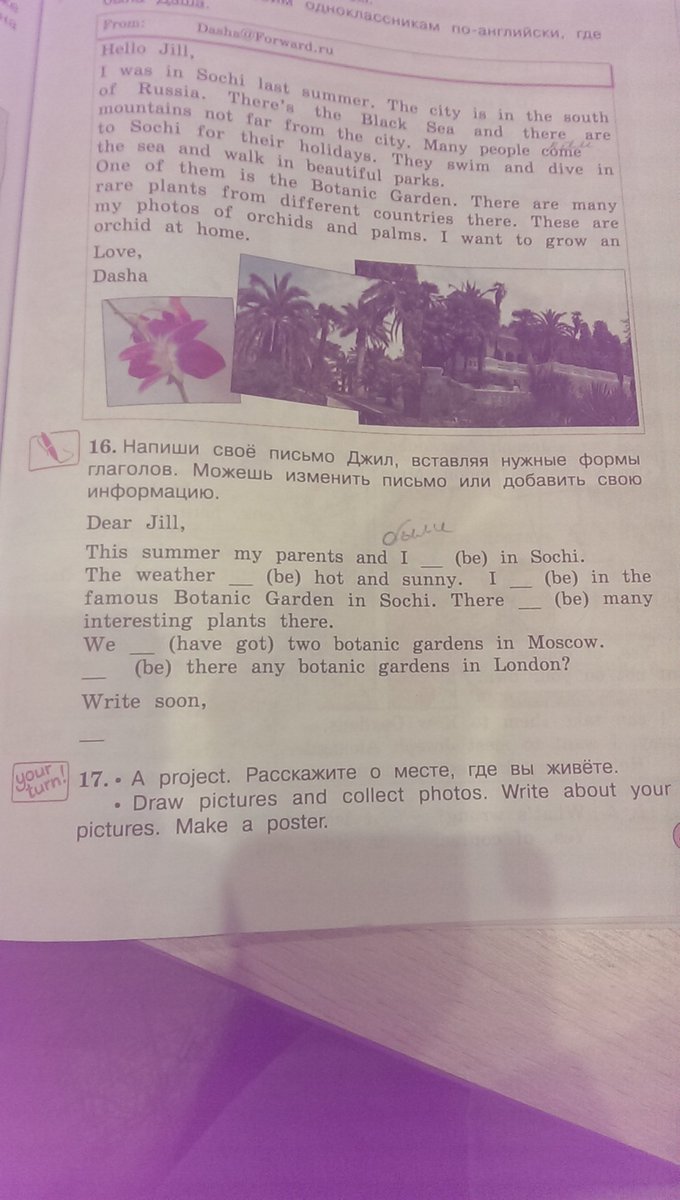 одноклассникам по-английски, где
From: Dasha@Forward.ru
Hello Jill,
I was in Sochi last summer. The city is in the south
of Russia. There's the Black Sea and there are
mountains not far from the city. Many people come
to Sochi for their holidays. They swim and dive in
the sea and walk in beautiful parks.
One of them is the Botanic Garden. There are many
rare plants from different countries there. These are
my photos of orchids and palms. I want to grow an
orchid at home.
Love,
Dasha
16. Напиши своё письмо Джил, вставляя нужные формы
глаголов. Можешь изменить письмо или добавить свою
информацию.
Dear Jill,
были
This summer my parents and I __ (be) in Sochi.
The weather __ (be) hot and sunny. I __ (be) in the
famous Botanic Garden in Sochi. There __ (be) many
interesting plants there.
We __ (have got) two botanic gardens in Moscow.
__ (be) there any botanic gardens in London?
Write soon,
__
your turn!
17. • A project. Расскажите о месте, где вы живёте.
• Draw pictures and collect photos. Write about your
pictures. Make a poster.